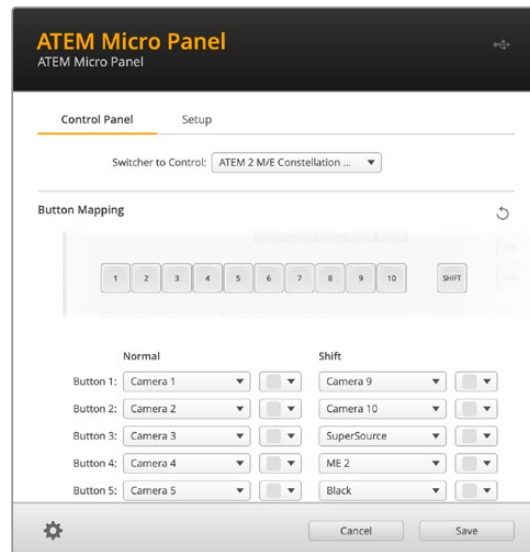 ATEM Micro Panel
ATEM Micro Panel
Control Panel Setup
Switcher to Control: ATEM 2 M/E Constellation ...
Button Mapping
1 2 3 4 5 6 7 8 9 10 SHIFT
Normal Shift
Button 1: Camera 1 Camera 9
Button 2: Camera 2 Camera 10
Button 3: Camera 3 SuperSource
Button 4: Camera 4 ME 2
Button 5: Camera 5 Black
Cancel Save